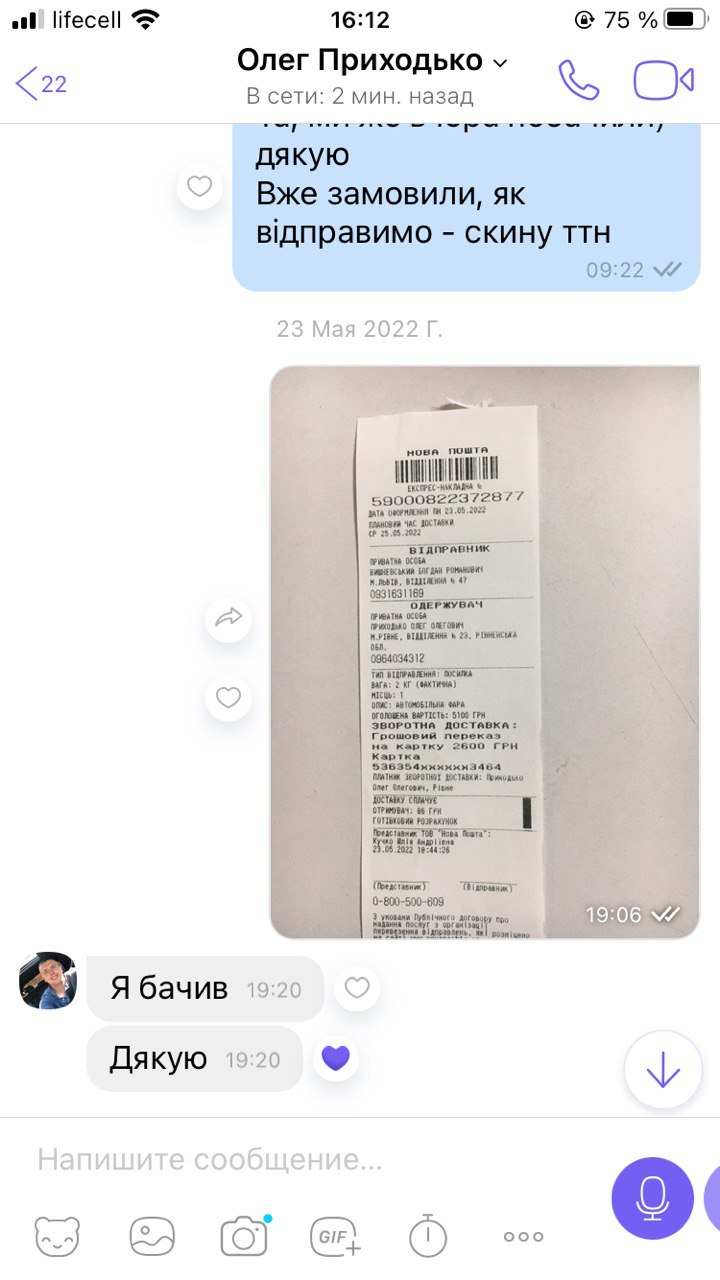 lifecell
16:12
75 %
22
Олег Приходько
В сети: 2 мин. назад
дякую
Вже замовили, як
відправимо - скину ттн
09:22
23 Мая 2022 Г.
НОВА ПОШТА
ЕКСПРЕС-НАКЛАДНА №
59000822372877
ДАТА ОФОРМЛЕННЯ ПН 23.05.2022
ПЛАНОВИЙ ЧАС ДОСТАВКИ
СР 25.05.2022
ВІДПРАВНИК
ПРИВАТНА ОСОБА
ВИШНЕВСЬКИЙ БОГДАН РОМАНОВИЧ
М.ЛЬВІВ, ВІДДІЛЕННЯ № 47
0931631169
ОДЕРЖУВАЧ
ПРИВАТНА ОСОБА
ПРИХОДЬКО ОЛЕГ ОЛЕГОВИЧ
М.РІВНЕ, ВІДДІЛЕННЯ № 23, РІВНЕНСЬКА
ОБЛ.
0964034312
ТИП ВІДПРАВЛЕННЯ: ПОСИЛКА
ВАГА: 2 КГ (ФАКТИЧНА)
МІСЦЬ: 1
ОПИС: АВТОМОБІЛЬНА ФАРА
ОГОЛОШЕНА ВАРТІСТЬ: 5100 ГРН
ЗВОРОТНА ДОСТАВКА:
Грошовий переказ
на картку 2600 ГРН
Картка
536354xxxxxx3464
ПЛАТНИК ЗВОРОТНОЇ ДОСТАВКИ: Приходько
Олег Олегович, Рівне
ДОСТАВКУ СПЛАЧУЄ
ОТРИМУВАЧ: 86 ГРН
ГОТІВКОВИЙ РОЗРАХУНОК
Представник ТОВ "Нова Пошта":
Кучко Юлія Андріївна
23.05.2022 18:44:26
(Представник) (Відправник)
0-800-500-609
З умовами Публічного договору про
надання послуг з організації
перевезення відправлень, які розміщено
19:06
Я бачив 19:20
Дякую 19:20
Напишите сообщение...
GIF